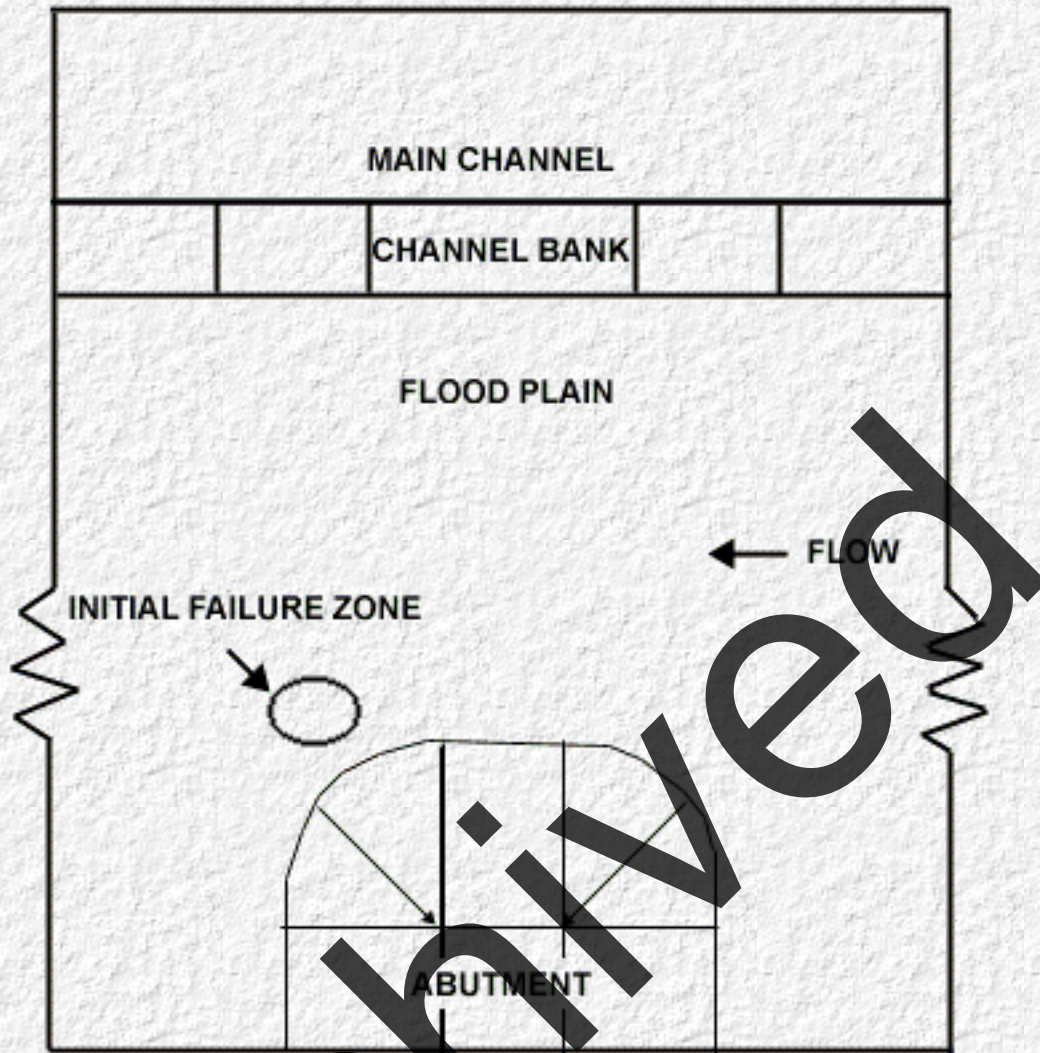 MAIN CHANNEL
CHANNEL BANK
FLOOD PLAIN
FLOW
INITIAL FAILURE ZONE
ABUTMENT
hived